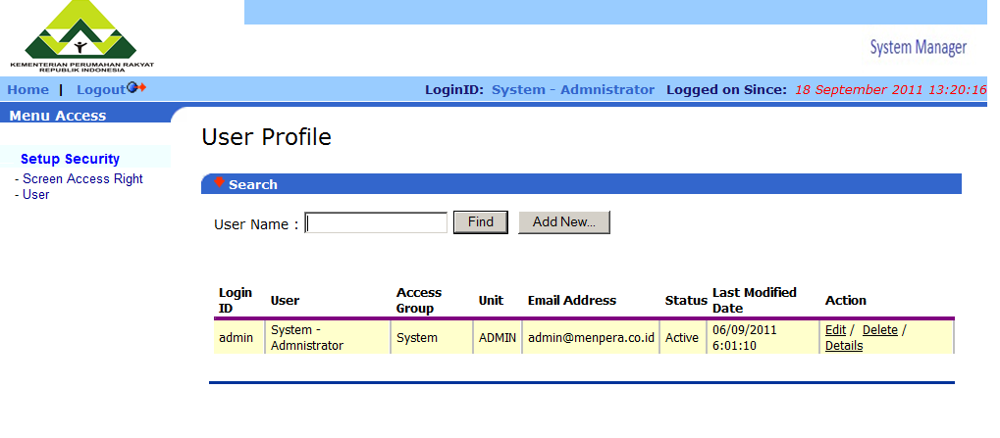 KEMENTERIAN PERUMAHAN RAKYAT
REPUBLIK INDONESIA
System Manager
Home | Logout
LoginID: System - Admnistrator Logged on Since: 18 September 2011 13:20:16
Menu Access
Setup Security
- Screen Access Right
- User
User Profile
Search
User Name : Find Add New...
Login ID User Access Group Unit Email Address Status Last Modified Date Action
admin System - Admnistrator System ADMIN admin@menpera.co.id Active 06/09/2011 6:01:10 Edit / Delete / Details